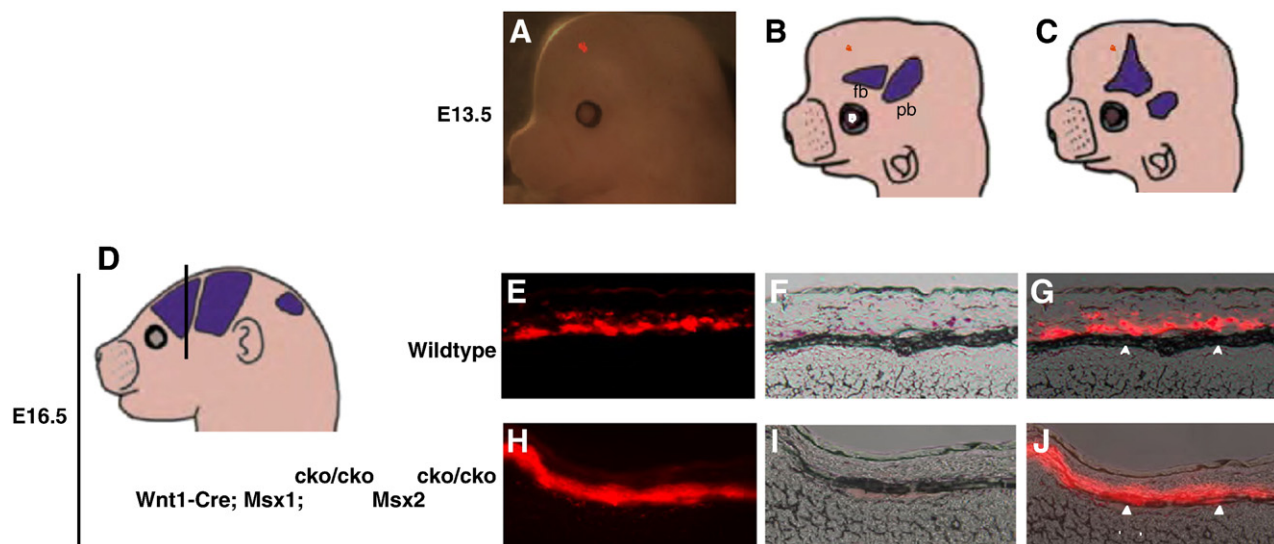 A
B
C
E13.5
fb
pb
D
E
F
G
Wildtype
E16.5
H
I
J
cko/cko cko/cko
Wnt1-Cre; Msx1; Msx2